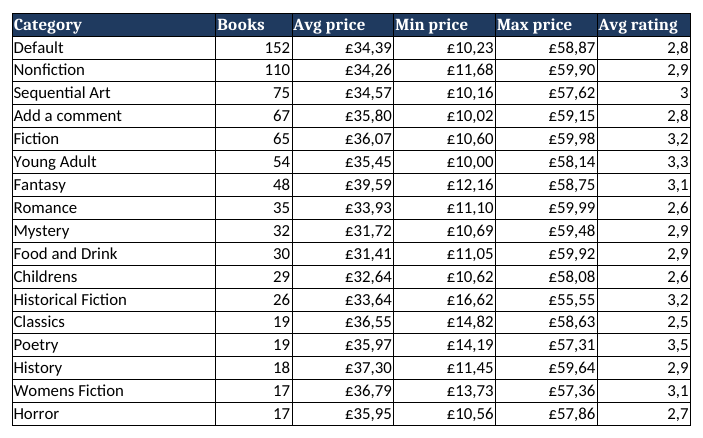 Category Books Avg price Min price Max price Avg rating
Default 152 £34,39 £10,23 £58,87 2,8
Nonfiction 110 £34,26 £11,68 £59,90 2,9
Sequential Art 75 £34,57 £10,16 £57,62 3
Add a comment 67 £35,80 £10,02 £59,15 2,8
Fiction 65 £36,07 £10,60 £59,98 3,2
Young Adult 54 £35,45 £10,00 £58,14 3,3
Fantasy 48 £39,59 £12,16 £58,75 3,1
Romance 35 £33,93 £11,10 £59,99 2,6
Mystery 32 £31,72 £10,69 £59,48 2,9
Food and Drink 30 £31,41 £11,05 £59,92 2,9
Childrens 29 £32,64 £10,62 £58,08 2,6
Historical Fiction 26 £33,64 £16,62 £55,55 3,2
Classics 19 £36,55 £14,82 £58,63 2,5
Poetry 19 £35,97 £14,19 £57,31 3,5
History 18 £37,30 £11,45 £59,64 2,9
Womens Fiction 17 £36,79 £13,73 £57,36 3,1
Horror 17 £35,95 £10,56 £57,86 2,7